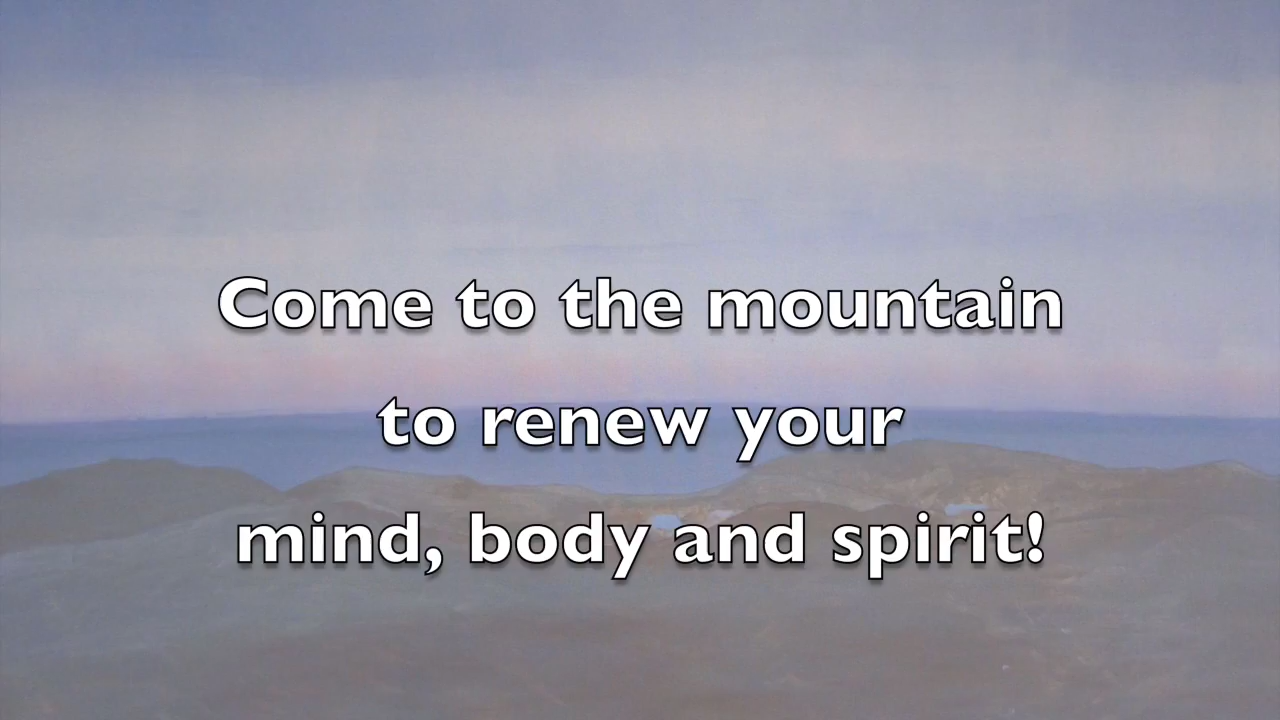 Come to the mountain
to renew your
mind, body and spirit!